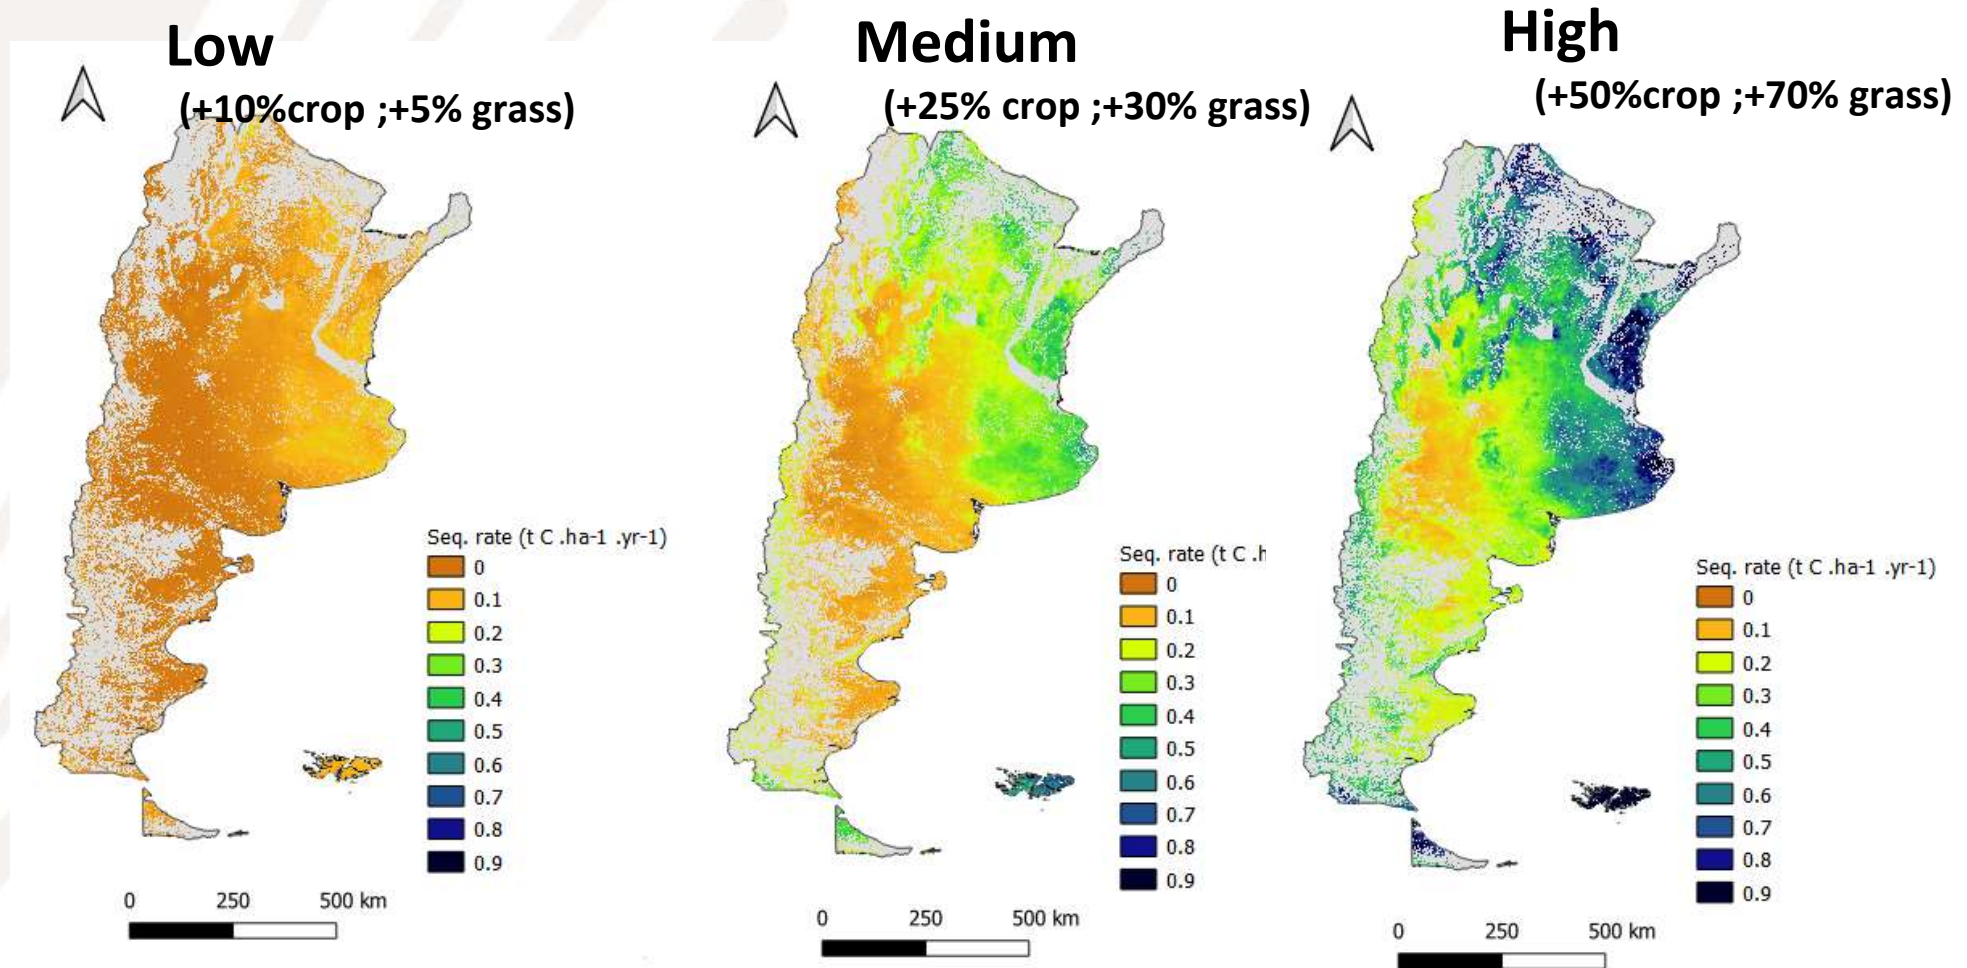 Low
(+10%crop ;+5% grass)
Seq. rate (t C .ha-1 .yr-1)
0
0.1
0.2
0.3
0.4
0.5
0.6
0.7
0.8
0.9
0 250 500 km
Medium
(+25% crop ;+30% grass)
Seq. rate (t C .h
0
0.1
0.2
0.3
0.4
0.5
0.6
0.7
0.8
0.9
0 250 500 km
High
(+50%crop ;+70% grass)
Seq. rate (t C .ha-1 .yr-1)
0
0.1
0.2
0.3
0.4
0.5
0.6
0.7
0.8
0.9
0 250 500 km